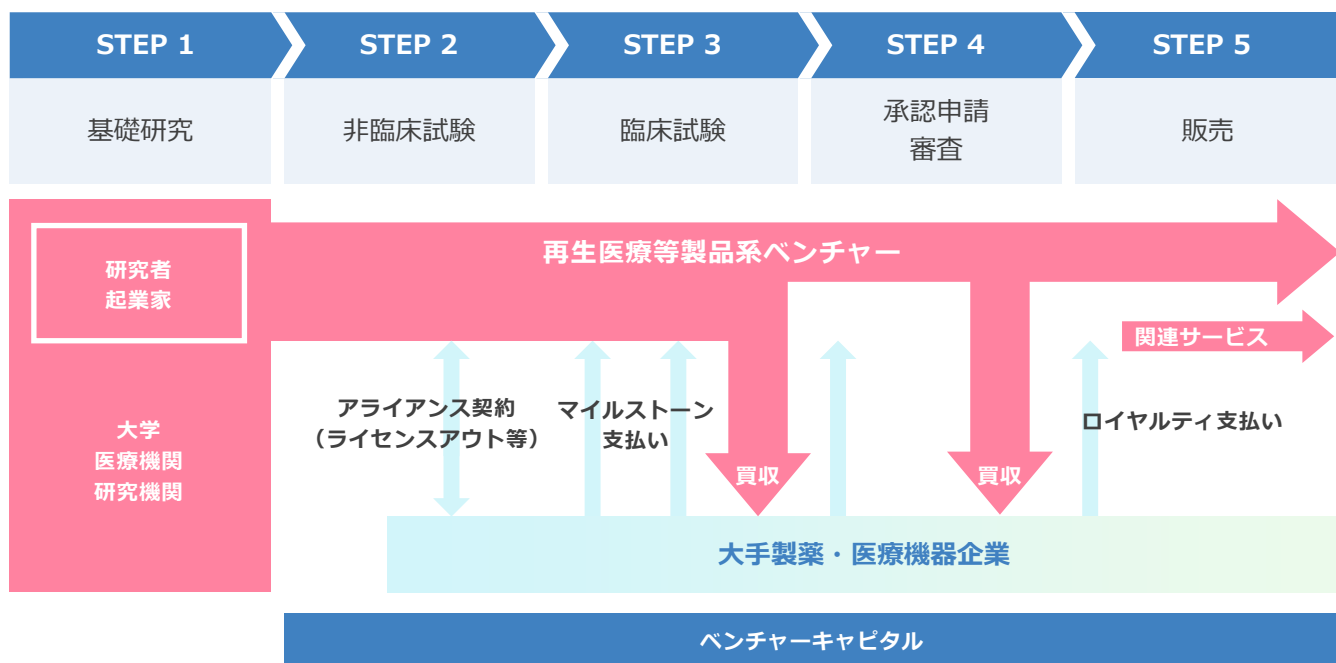 STEP 1
STEP 2
STEP 3
STEP 4
STEP 5
基礎研究
非臨床試験
臨床試験
承認申請
審査
販売
再生医療等製品系ベンチャー
研究者
起業家
関連サービス
アライアンス契約
（ライセンスアウト等）
マイルストーン
支払い
ロイヤルティ支払い
大学
医療機関
研究機関
買収
買収
大手製薬・医療機器企業
ベンチャーキャピタル